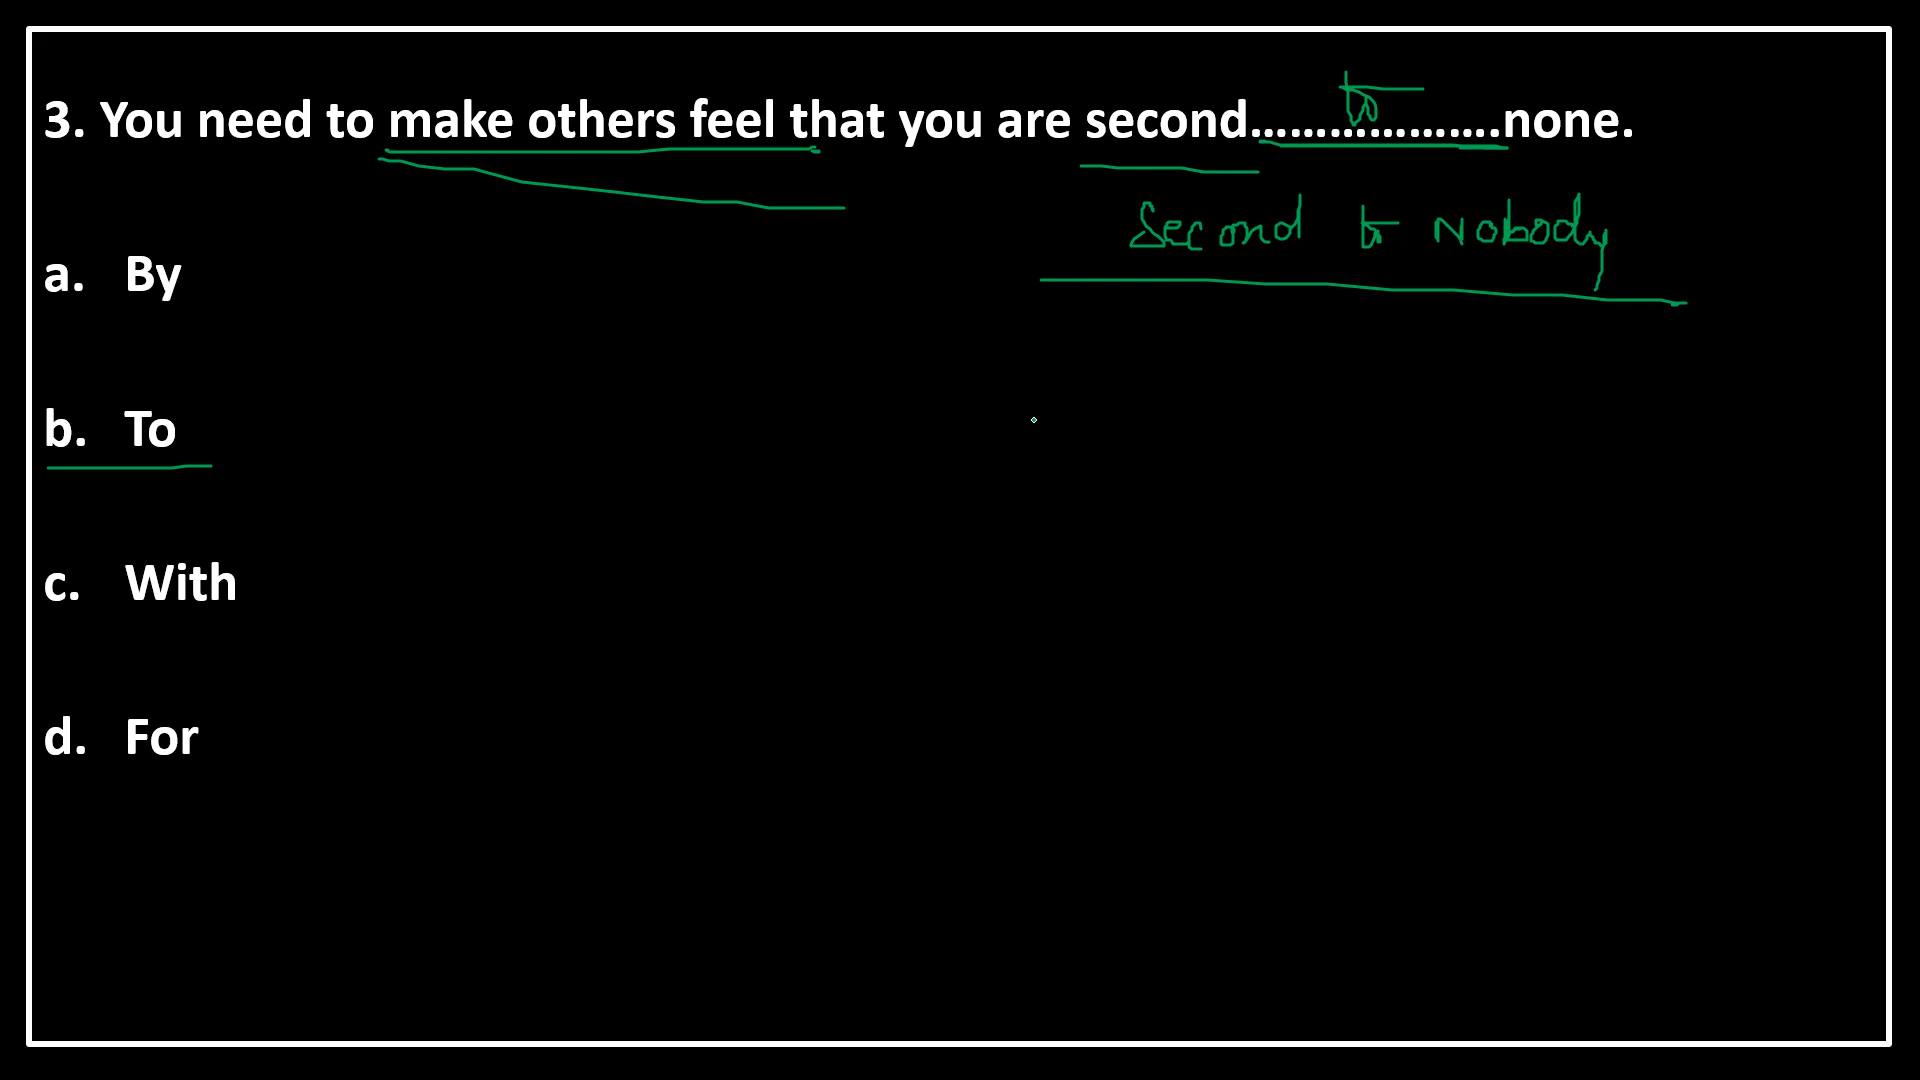 to
3. You need to make others feel that you are second...................none.
Second to Nobody
a. By
b. To
c. With
d. For